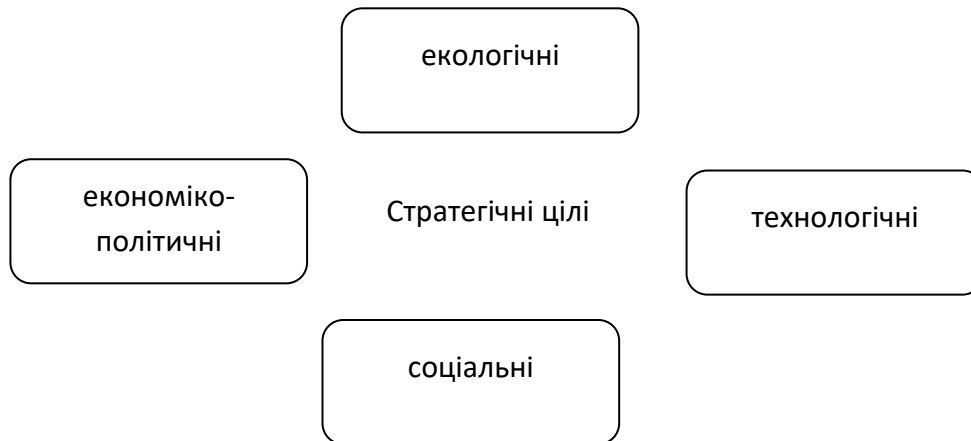 екологічні
економіко-
політичні
Стратегічні цілі
технологічні
соціальні